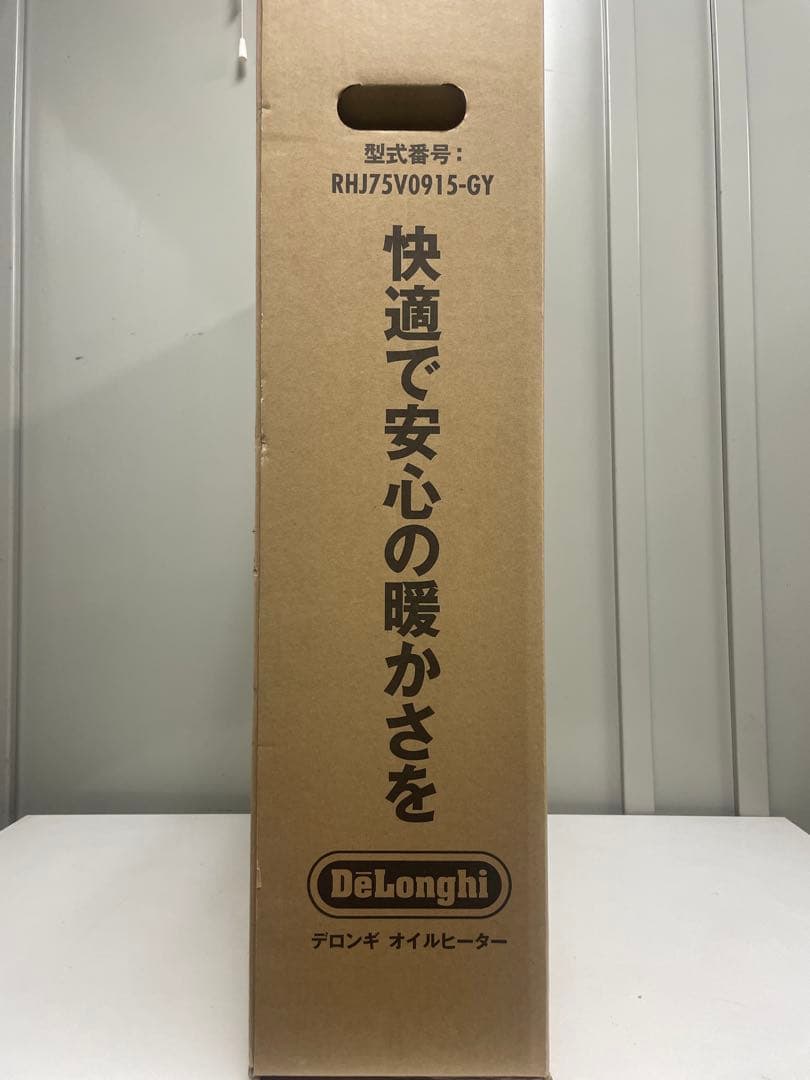 型式番号：
RHJ75V0915-GY
快適で安心の暖かさを
DēLonghi
デロンギ オイルヒーター